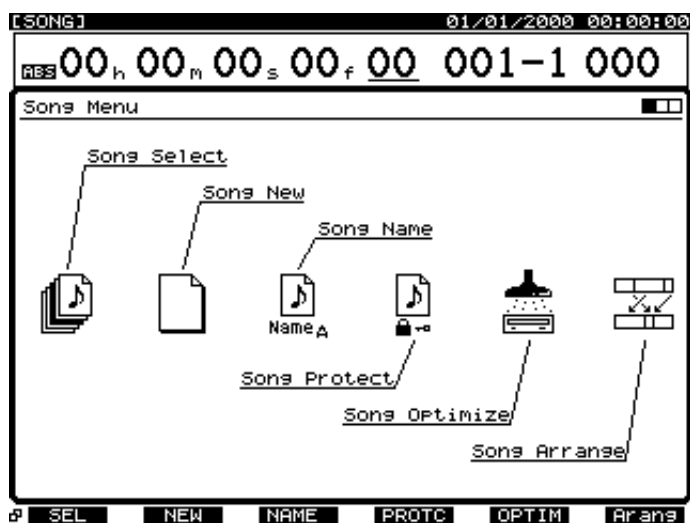 [SONG] 01/01/2000 00:00:00
ABS 00h 00m 00s 00f 00 001-1 000
Song Menu
Song Select
Song New
Song Name
Name A
Song Protect
Song Optimize
Song Arrange
SEL NEW NAME PROTC OPTIM Arang